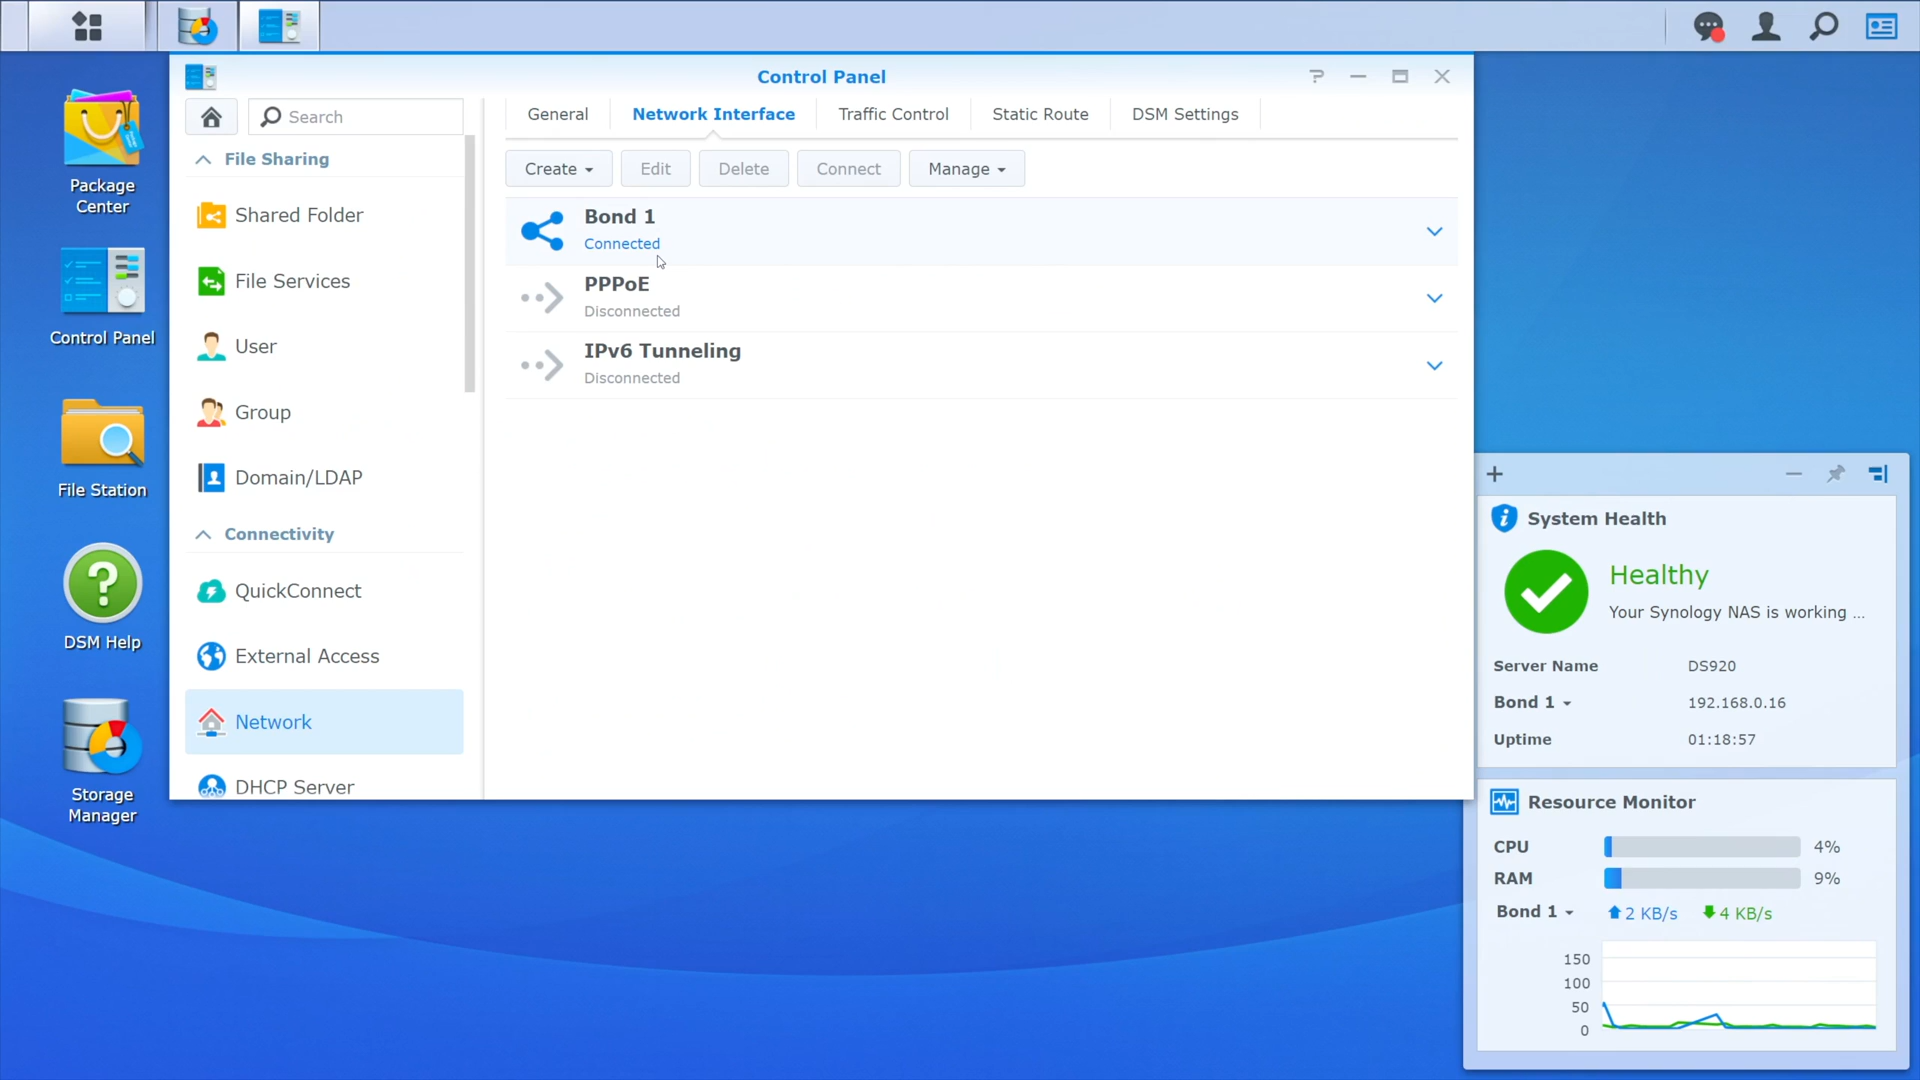 Control Panel
Search
General
Network Interface
Traffic Control
Static Route
DSM Settings
Create
Edit
Delete
Connect
Manage
File Sharing
Shared Folder
File Services
User
Group
Domain/LDAP
Connectivity
QuickConnect
External Access
Network
DHCP Server
Bond 1
Connected
PPPoE
Disconnected
IPv6 Tunneling
Disconnected
Package
Center
Control Panel
File Station
DSM Help
Storage
Manager
System Health
Healthy
Your Synology NAS is working ...
Server Name DS920
Bond 1 192.168.0.16
Uptime 01:18:57
Resource Monitor
CPU 4%
RAM 9%
Bond 1 2 KB/s 4 KB/s
150
100
50
0